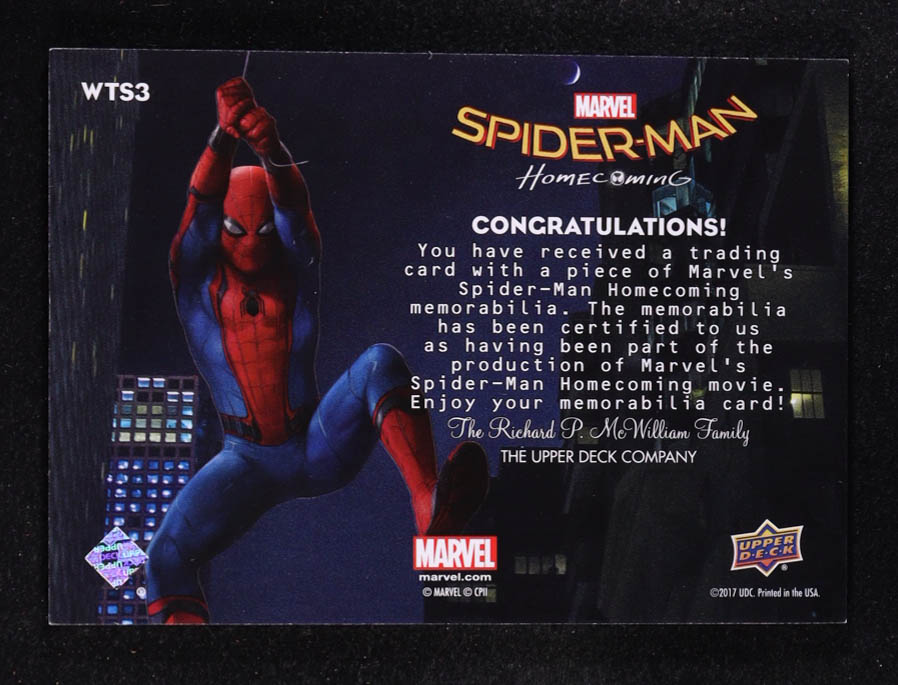 WTS3
MARVEL
SPIDER-MAN
HOMECOMING
CONGRATULATIONS!
You have received a trading
card with a piece of Marvel's
Spider-Man Homecoming
memorabilia. The memorabilia
has been certified to us
as having been part of the
production of Marvel's
Spider-Man Homecoming movie.
Enjoy your memorabilia card!
The Richard P. McWilliam Family
THE UPPER DECK COMPANY
MARVEL
marvel.com
© MARVEL © CPII
UPPER
DECK
®
©2017 UDC. Printed in the USA.
UPPER
DECK
®